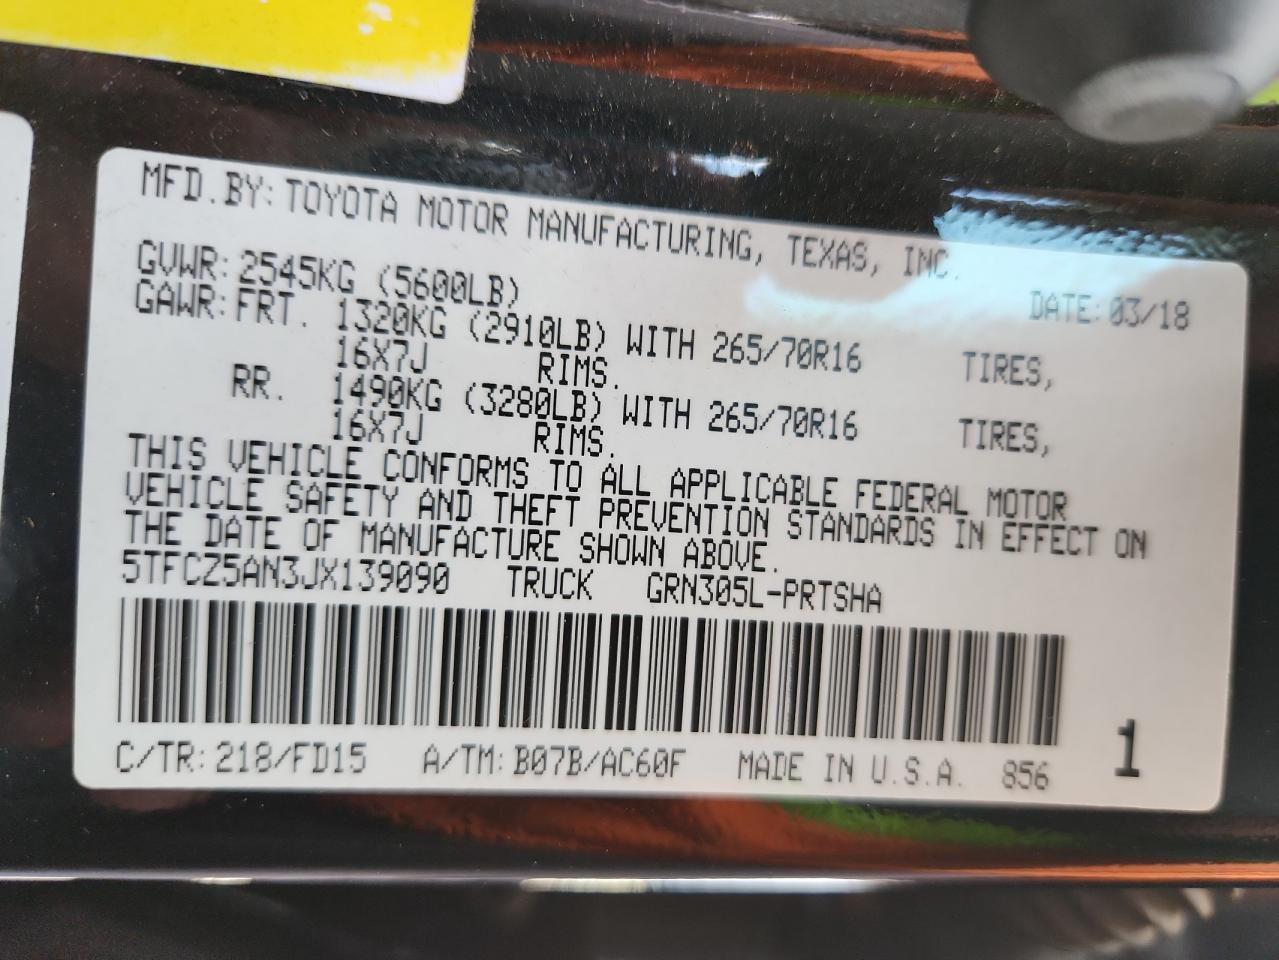 MFD.BY: TOYOTA MOTOR MANUFACTURING, TEXAS, INC.
GVWR: 2545KG (5600LB) DATE: 03/18
GAWR: FRT. 1320KG (2910LB) WITH 265/70R16 TIRES,
16X7J RIMS.
RR. 1490KG (3280LB) WITH 265/70R16 TIRES,
16X7J RIMS.
THIS VEHICLE CONFORMS TO ALL APPLICABLE FEDERAL MOTOR
VEHICLE SAFETY AND THEFT PREVENTION STANDARDS IN EFFECT ON
THE DATE OF MANUFACTURE SHOWN ABOVE.
5TFCZ5AN3JX139090 TRUCK GRN305L-PRTSHA
C/TR: 218/FD15 A/TM: B07B/AC60F MADE IN U.S.A. 856 1